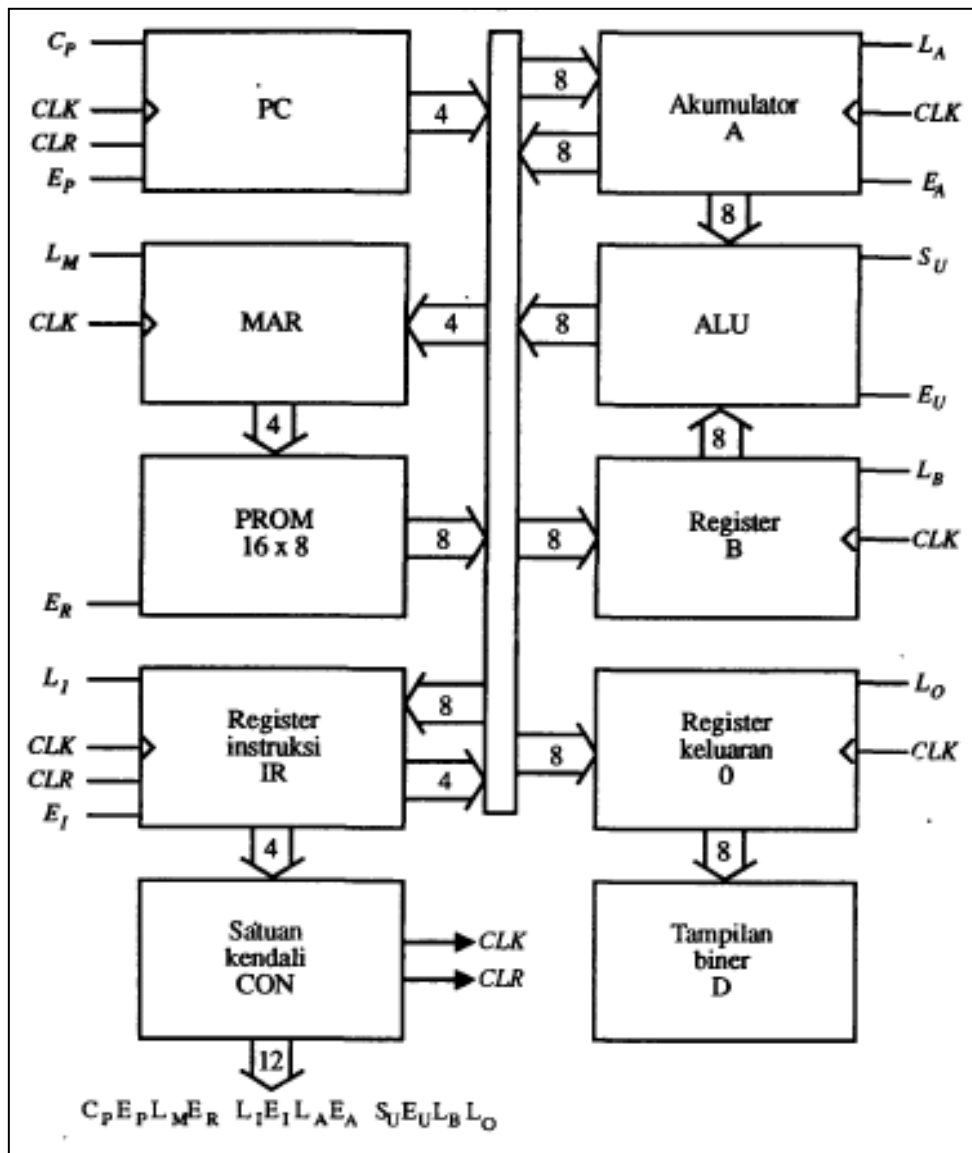 C_P
CLK
CLR
E_P
PC
4
8
8
Akumulator
A
L_A
CLK
E_A
8
L_M
CLK
MAR
4
8
ALU
S_U
E_U
4
8
PROM
16 x 8
E_R
8
8
Register
B
L_B
CLK
L_I
CLK
CLR
E_I
Register
instruksi
IR
8
4
8
Register
keluaran
0
L_O
CLK
4
8
Satuan
kendali
CON
CLK
CLR
Tampilan
biner
D
12
C_P E_P L_M E_R L_I E_I L_A E_A S_U E_U L_B L_O